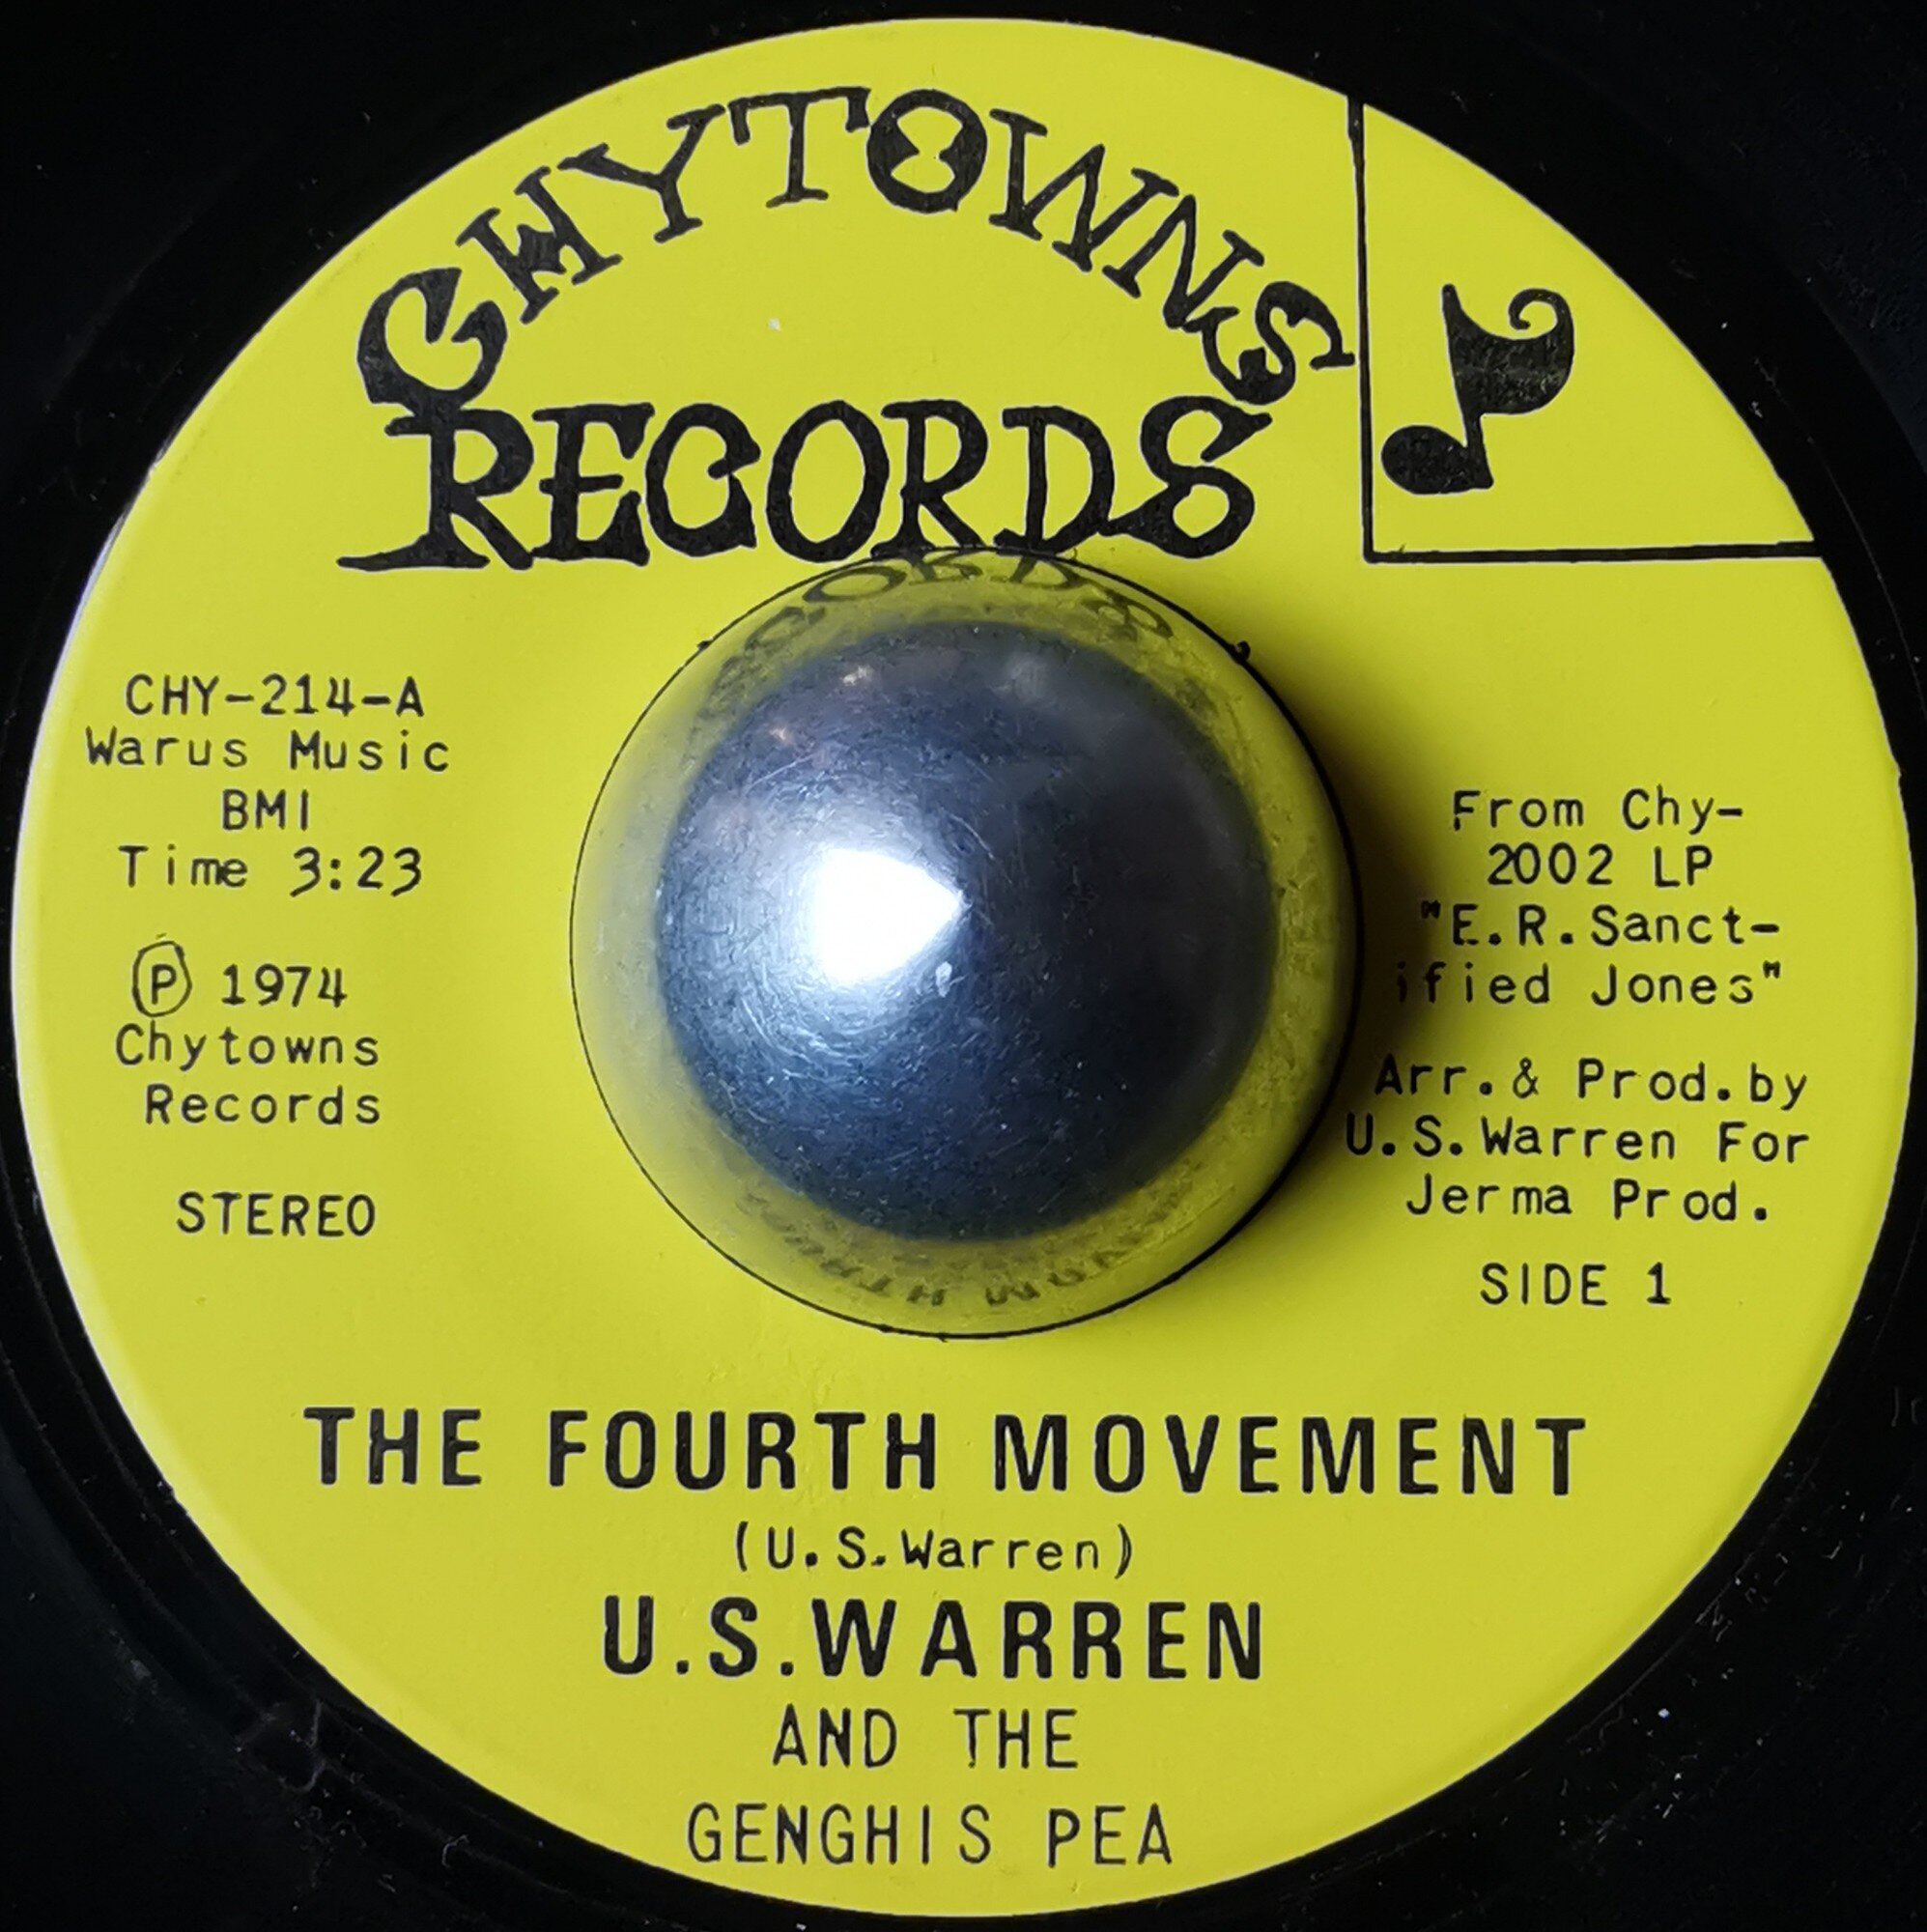 CHYTOWNS
RECORDS
CHY-214-A
Warus Music
BMI
Time 3:23
Ⓟ 1974
Chytowns
Records
STEREO
From Chy-
2002 LP
"E.R.Sanct-
ified Jones"
Arr.& Prod.by
U.S.Warren For
Jerma Prod.
SIDE 1
THE FOURTH MOVEMENT
(U.S.Warren)
U.S.WARREN
AND THE
GENGHIS PEA